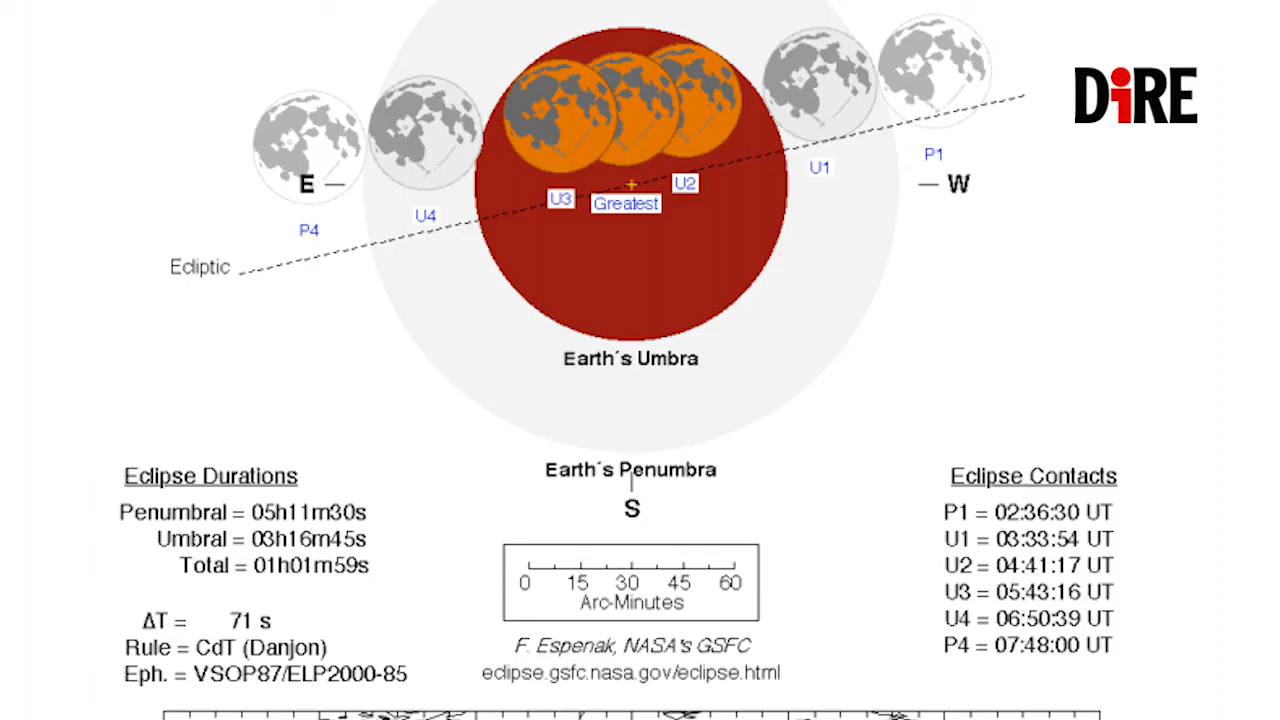 DiRE
P1
U1
E
W
U2
U3
Greatest
U4
P4
Ecliptic
Earth´s Umbra
Earth´s Penumbra
S
Eclipse Durations
Penumbral = 05h11m30s
Umbral = 03h16m45s
Total = 01h01m59s
ΔT = 71 s
Rule = CdT (Danjon)
Eph. = VSOP87/ELP2000-85
0 15 30 45 60
Arc-Minutes
F. Espenak, NASA's GSFC
eclipse.gsfc.nasa.gov/eclipse.html
Eclipse Contacts
P1 = 02:36:30 UT
U1 = 03:33:54 UT
U2 = 04:41:17 UT
U3 = 05:43:16 UT
U4 = 06:50:39 UT
P4 = 07:48:00 UT